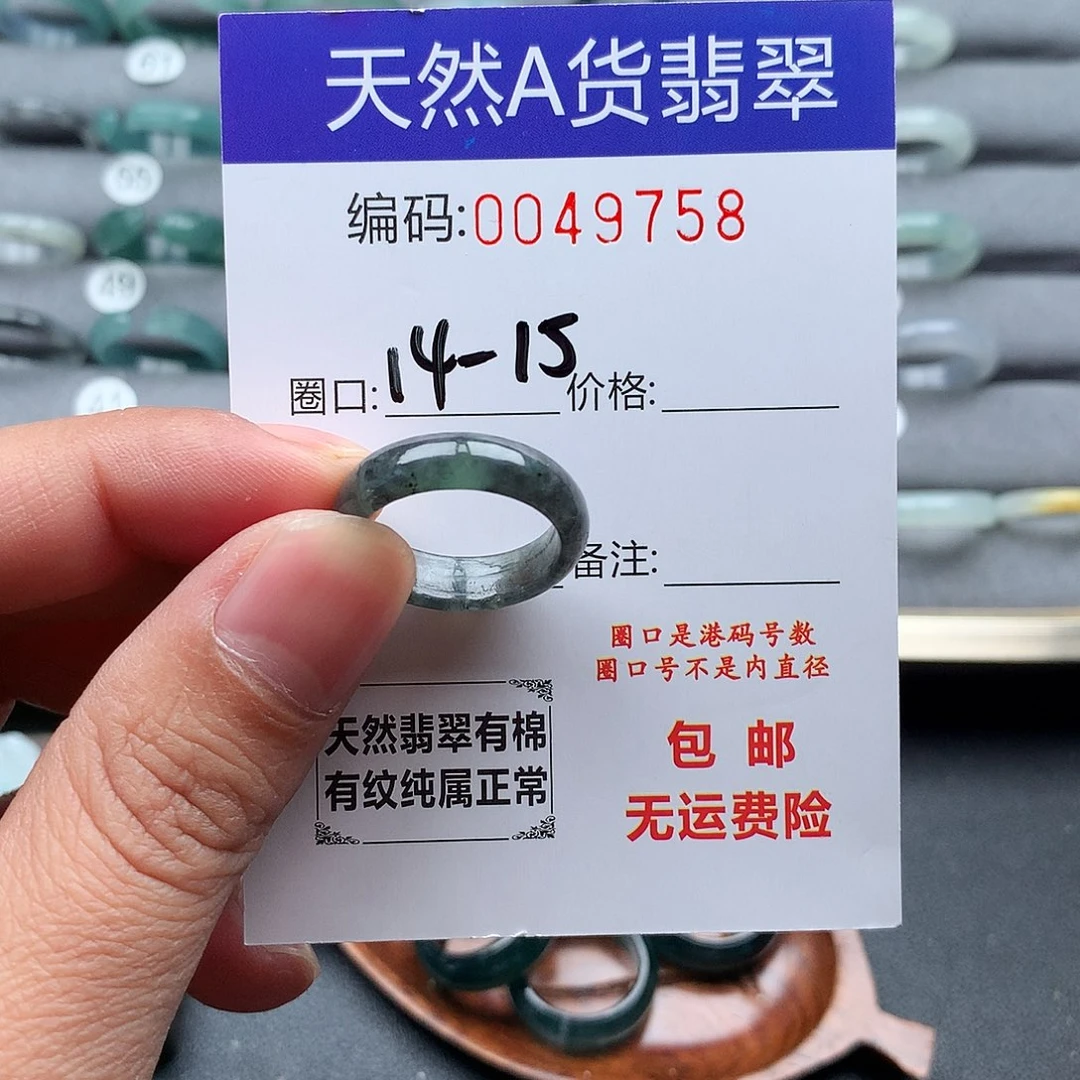 天然A货翡翠
编码:0049758
圈口:14-15 价格:
备注:
圈口是港码号数
圈口号不是内直径
天然翡翠有棉
有纹纯属正常
包 邮
无运费险
49